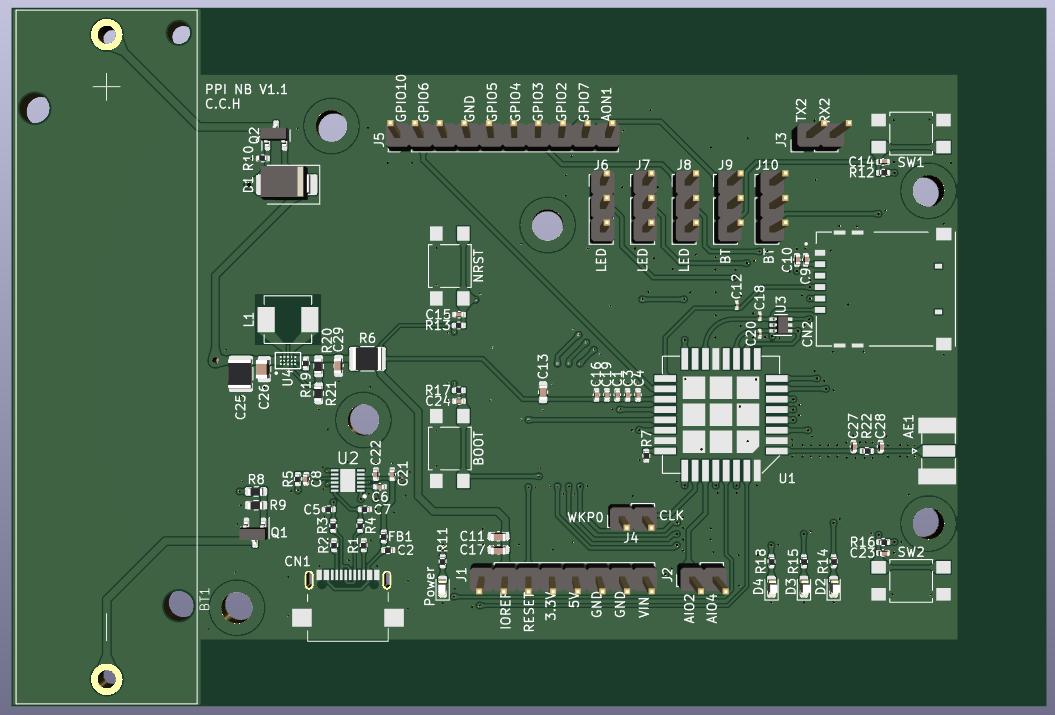 PPI NB V1.1
C.C.H
GPIO10
GPIO6
GND
GPIO5
GPIO4
GPIO3
GPIO2
GPIO7
AON1
TX2
RX2
J5
J3
Q2
R10
D1
SW1
C14
R12
J6
J7
J8
J9
J10
LED
LED
LED
BT
BT
NRST
C15
R13
C10
C9
C12
C18
U3
C20
CN2
L1
R20
C29
R6
U4
R19
R21
C25
C26
C13
C16
C1
C3
C4
R17
C24
BOOT
R7
U1
C27
R22
C28
AE1
U2
C22
C21
C6
R5
C8
R8
R9
Q1
C5
C7
R3
R4
R2
R1
FB1
C2
CN1
BT1
R11
C11
C17
Power
J1
IOREF
RESET
3.3V
5V
GND
GND
VIN
WKP0
CLK
J4
J2
AIO2
AIO4
R15
R14
D4
D3
D2
R16
C23
SW2